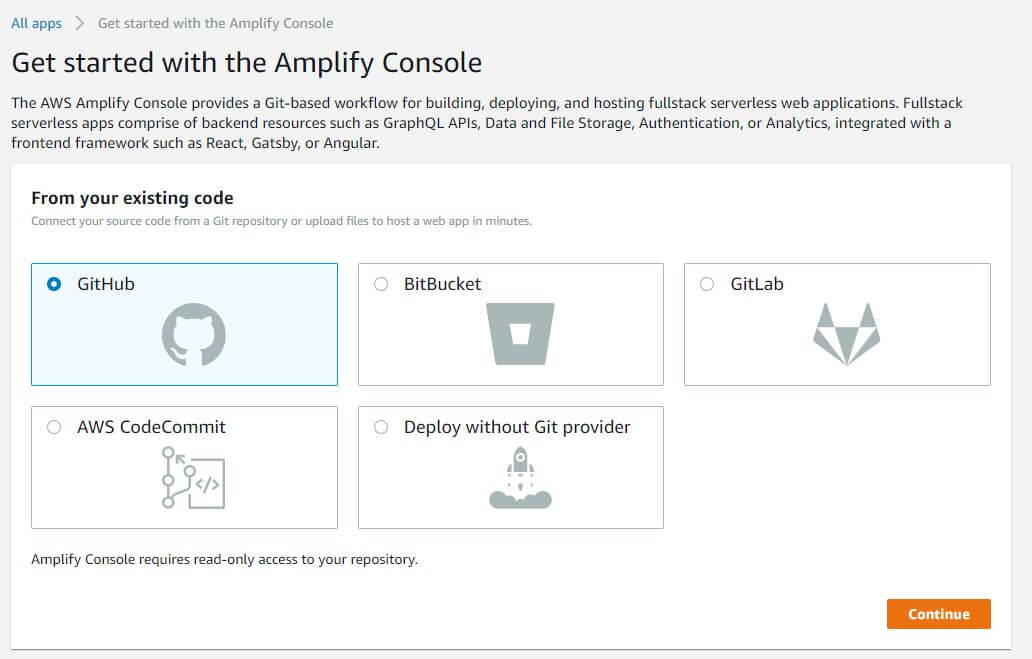 All apps > Get started with the Amplify Console
Get started with the Amplify Console
The AWS Amplify Console provides a Git-based workflow for building, deploying, and hosting fullstack serverless web applications. Fullstack
serverless apps comprise of backend resources such as GraphQL APIs, Data and File Storage, Authentication, or Analytics, integrated with a
frontend framework such as React, Gatsby, or Angular.
From your existing code
Connect your source code from a Git repository or upload files to host a web app in minutes.
GitHub
BitBucket
GitLab
AWS CodeCommit
</>
Deploy without Git provider
Amplify Console requires read-only access to your repository.
Continue